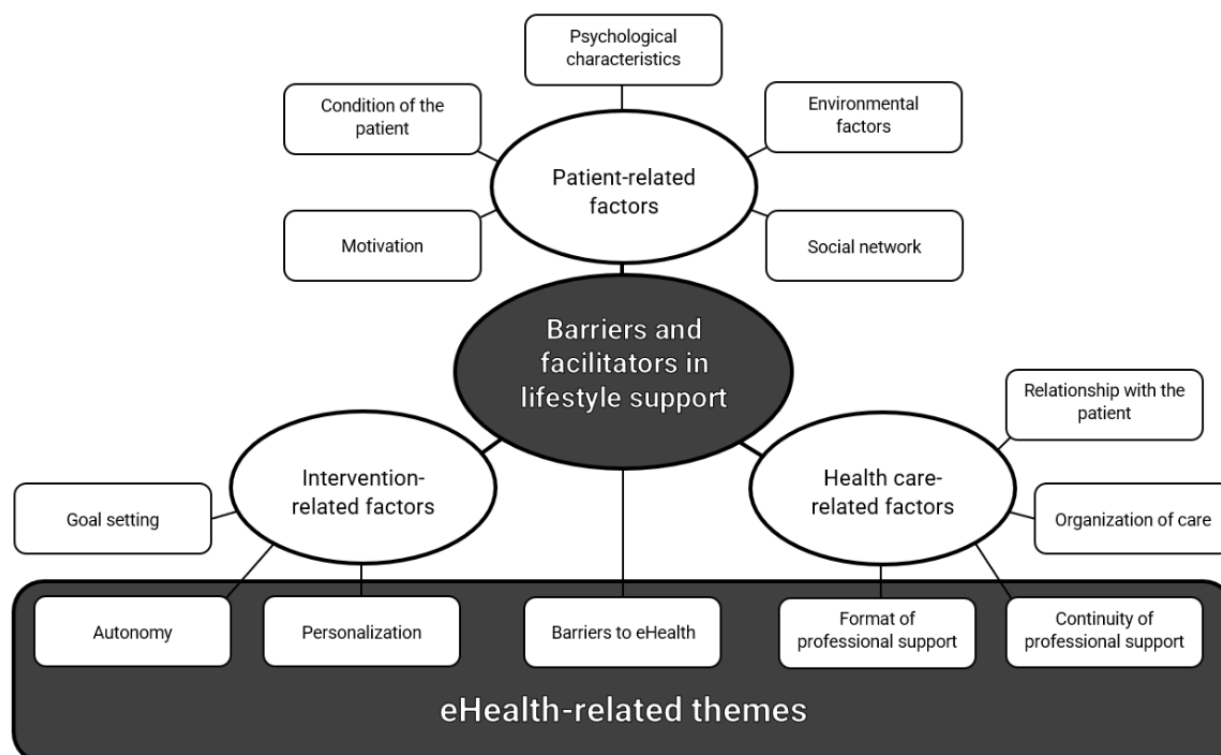 Psychological
characteristics
Condition of the
patient
Environmental
factors
Patient-related
factors
Motivation
Social network
Barriers and
facilitators in
lifestyle support
Relationship with the
patient
Intervention-
related factors
Health care-
related factors
Goal setting
Organization of care
Autonomy
Personalization
Barriers to eHealth
Format of
professional support
Continuity of
professional support
eHealth-related themes